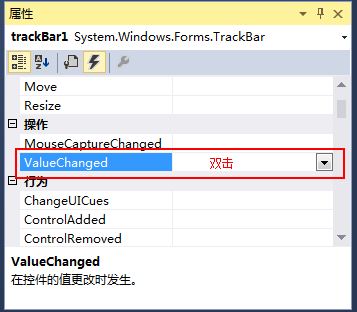 属性
trackBar1 System.Windows.Forms.TrackBar
Move
Resize
操作
MouseCaptureChanged
ValueChanged 双击
行为
ChangeUICues
ControlAdded
ControlRemoved
ValueChanged
在控件的值更改时发生。